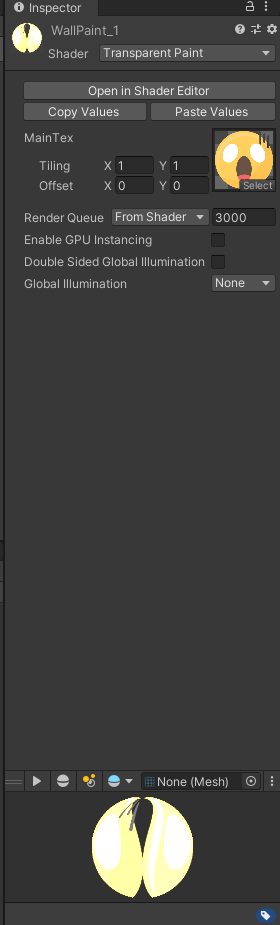 Inspector
WallPaint_1
Shader Transparent Paint
Open in Shader Editor
Copy Values Paste Values
MainTex
Tiling X 1 Y 1
Offset X 0 Y 0
Select
Render Queue From Shader 3000
Enable GPU Instancing
Double Sided Global Illumination
Global Illumination None
None (Mesh)